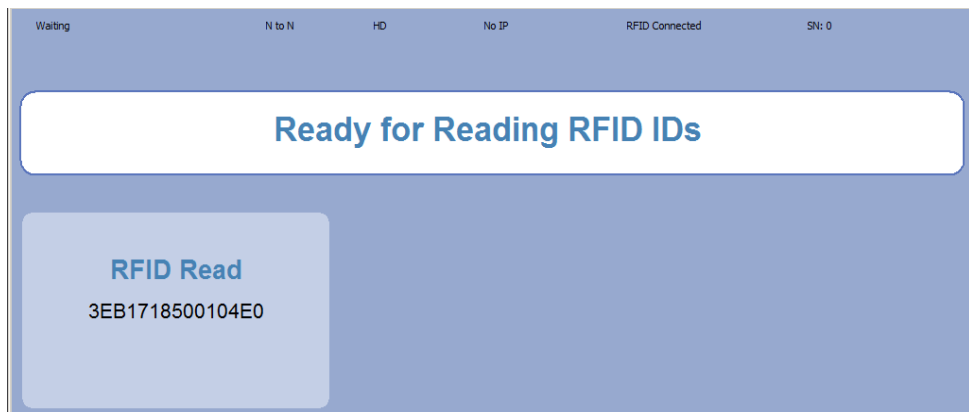 Waiting N to N HD No IP RFID Connected SN: 0
Ready for Reading RFID IDs
RFID Read
3EB1718500104E0